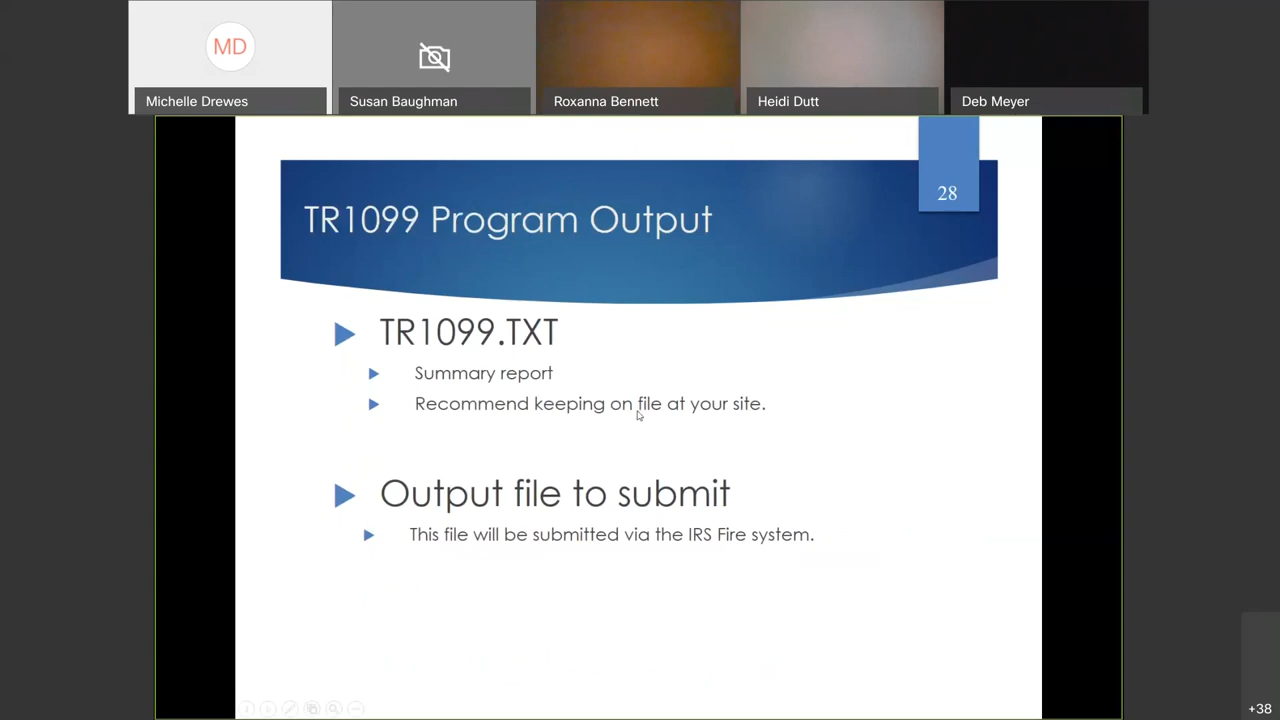 MD
Michelle Drewes
Susan Baughman
Roxanna Bennett
Heidi Dutt
Deb Meyer
28
TR1099 Program Output
TR1099.TXT
Summary report
Recommend keeping on file at your site.
Output file to submit
This file will be submitted via the IRS Fire system.
+38